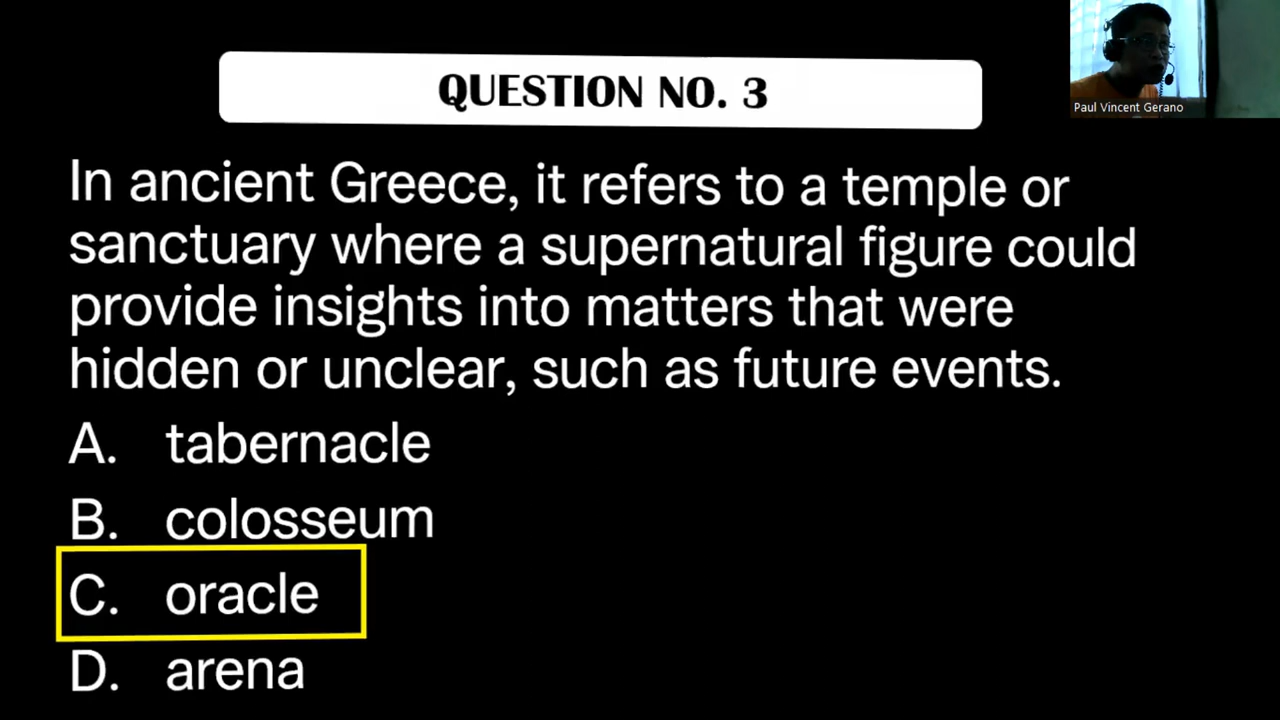 QUESTION NO. 3
Paul Vincent Gerano
In ancient Greece, it refers to a temple or
sanctuary where a supernatural figure could
provide insights into matters that were
hidden or unclear, such as future events.
A. tabernacle
B. colosseum
C. oracle
D. arena